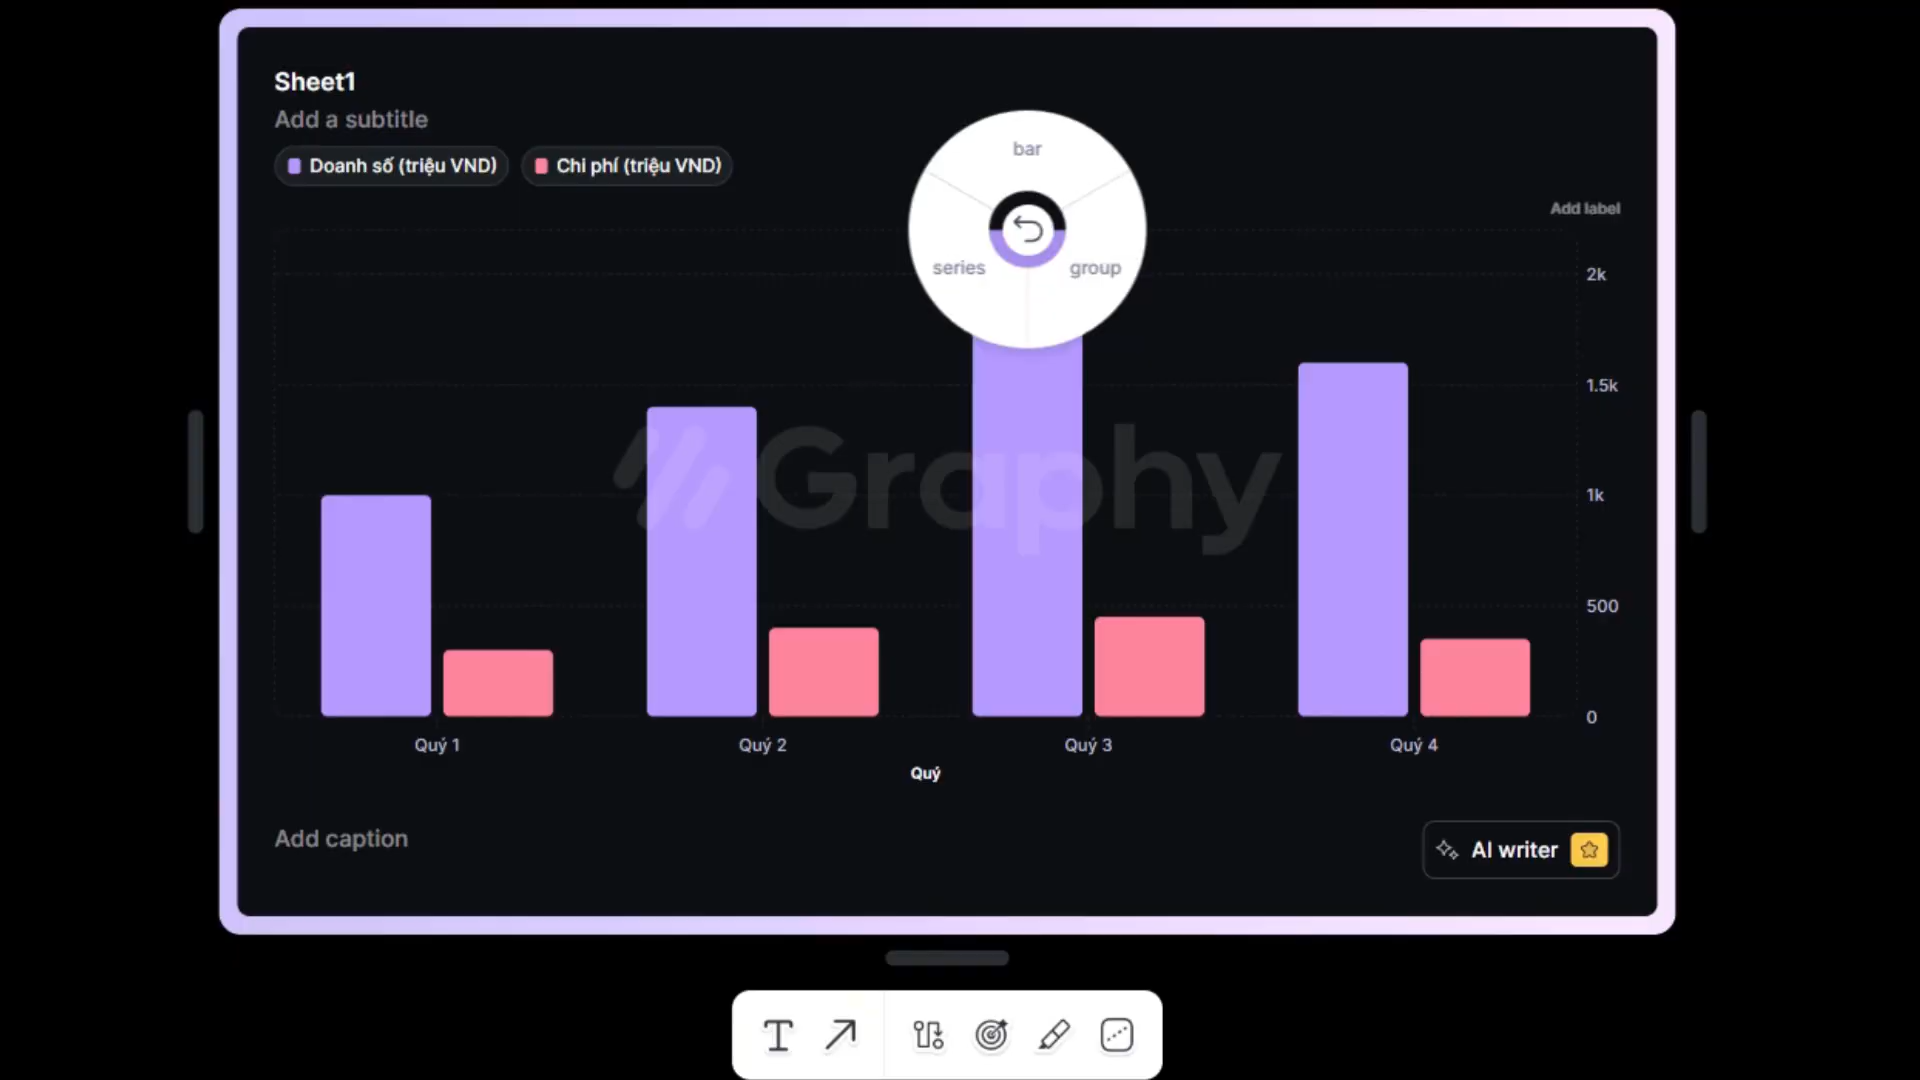 Sheet1
Add a subtitle
Doanh số (triệu VND) Chi phí (triệu VND)
bar
series
group
Add label
2k
1.5k
1k
500
0
Graphy
Quý 1 Quý 2 Quý 3 Quý 4
Quý
Add caption
AI writer